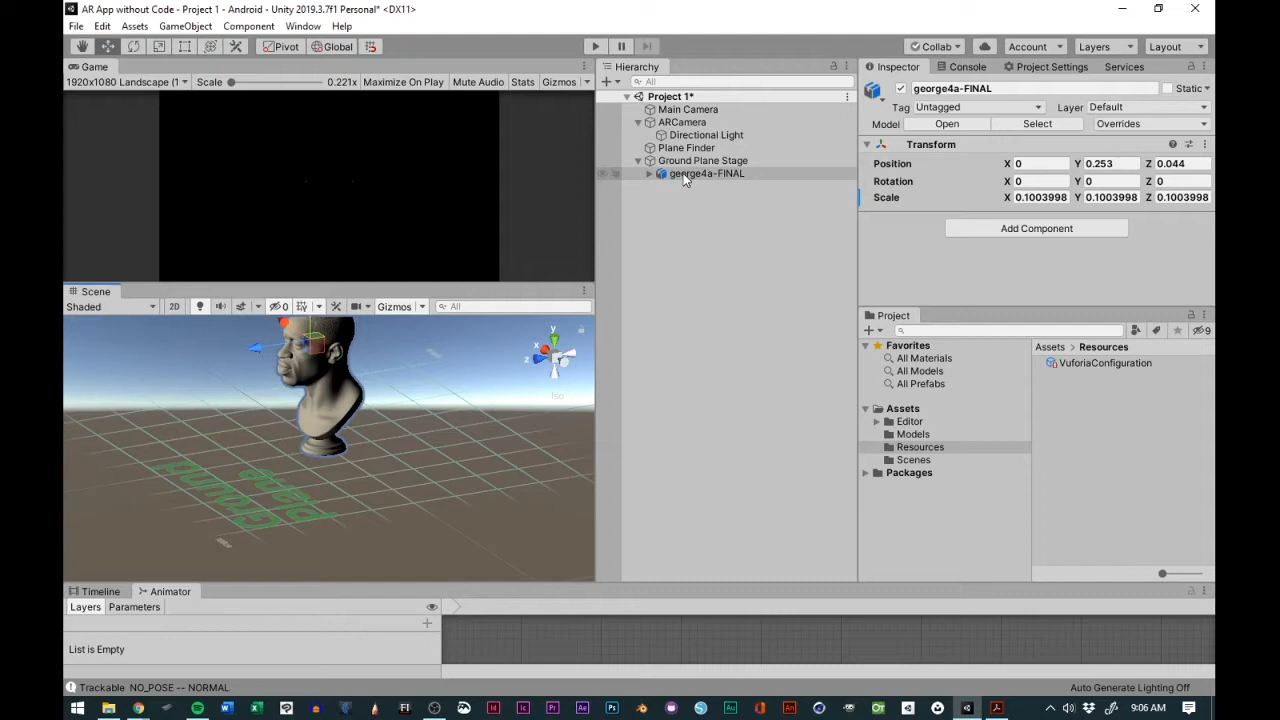 AR App without Code - Project 1 - Android - Unity 2019.3.7f1 Personal* <DX11>
File Edit Assets GameObject Component Window Help
Pivot Global Collab Account Layers Layout
Game
1920x1080 Landscape (1 Scale 0.221x Maximize On Play Mute Audio Stats Gizmos
Hierarchy
All
Project 1*
Main Camera
ARCamera
Directional Light
Plane Finder
Ground Plane Stage
george4a-FINAL
Inspector Console Project Settings Services
george4a-FINAL Static
Tag Untagged Layer Default
Model Open Select Overrides
Transform
Position X 0 Y 0.253 Z 0.044
Rotation X 0 Y 0 Z 0
Scale X 0.1003998 Y 0.1003998 Z 0.1003998
Add Component
Scene
Shaded 2D 0 Gizmos All
y
x
z
Iso
Ground
Plane
Project
9
Favorites
All Materials
All Models
All Prefabs
Assets
Editor
Models
Resources
Scenes
Packages
Assets > Resources
VuforiaConfiguration
Timeline Animator
Layers Parameters
List is Empty
Trackable NO_POSE -- NORMAL
Auto Generate Lighting Off
9:06 AM